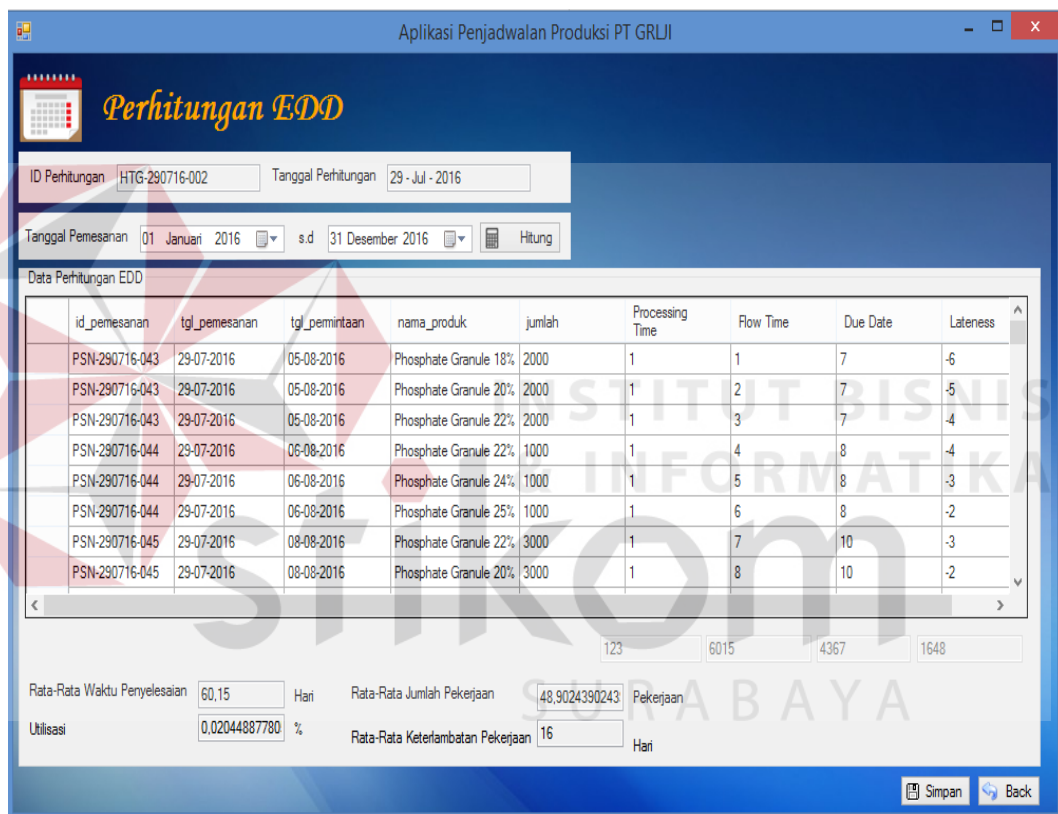 Aplikasi Penjadwalan Produksi PT GRLJI
Perhitungan EDD
ID Perhitungan HTG-290716-002 Tanggal Perhitungan 29 - Jul - 2016
Tanggal Pemesanan 01 Januari 2016 s.d 31 Desember 2016 Hitung
Data Perhitungan EDD
id_pemesanan tgl_pemesanan tgl_permintaan nama_produk jumlah Processing Time Flow Time Due Date Lateness
PSN-290716-043 29-07-2016 05-08-2016 Phosphate Granule 18% 2000 1 1 7 -6
PSN-290716-043 29-07-2016 05-08-2016 Phosphate Granule 20% 2000 1 2 7 -5
PSN-290716-043 29-07-2016 05-08-2016 Phosphate Granule 22% 2000 1 3 7 -4
PSN-290716-044 29-07-2016 06-08-2016 Phosphate Granule 22% 1000 1 4 8 -4
PSN-290716-044 29-07-2016 06-08-2016 Phosphate Granule 24% 1000 1 5 8 -3
PSN-290716-044 29-07-2016 06-08-2016 Phosphate Granule 25% 1000 1 6 8 -2
PSN-290716-045 29-07-2016 08-08-2016 Phosphate Granule 22% 3000 1 7 10 -3
PSN-290716-045 29-07-2016 08-08-2016 Phosphate Granule 20% 3000 1 8 10 -2
INSTITUT BISNIS
& INFORMATIKA
stikom
SURABAYA
123 6015 4367 1648
Rata-Rata Waktu Penyelesaian 60,15 Hari Rata-Rata Jumlah Pekerjaan 48,9024390243 Pekerjaan
Utilisasi 0,02044887780 % Rata-Rata Keterlambatan Pekerjaan 16 Hari
Simpan Back